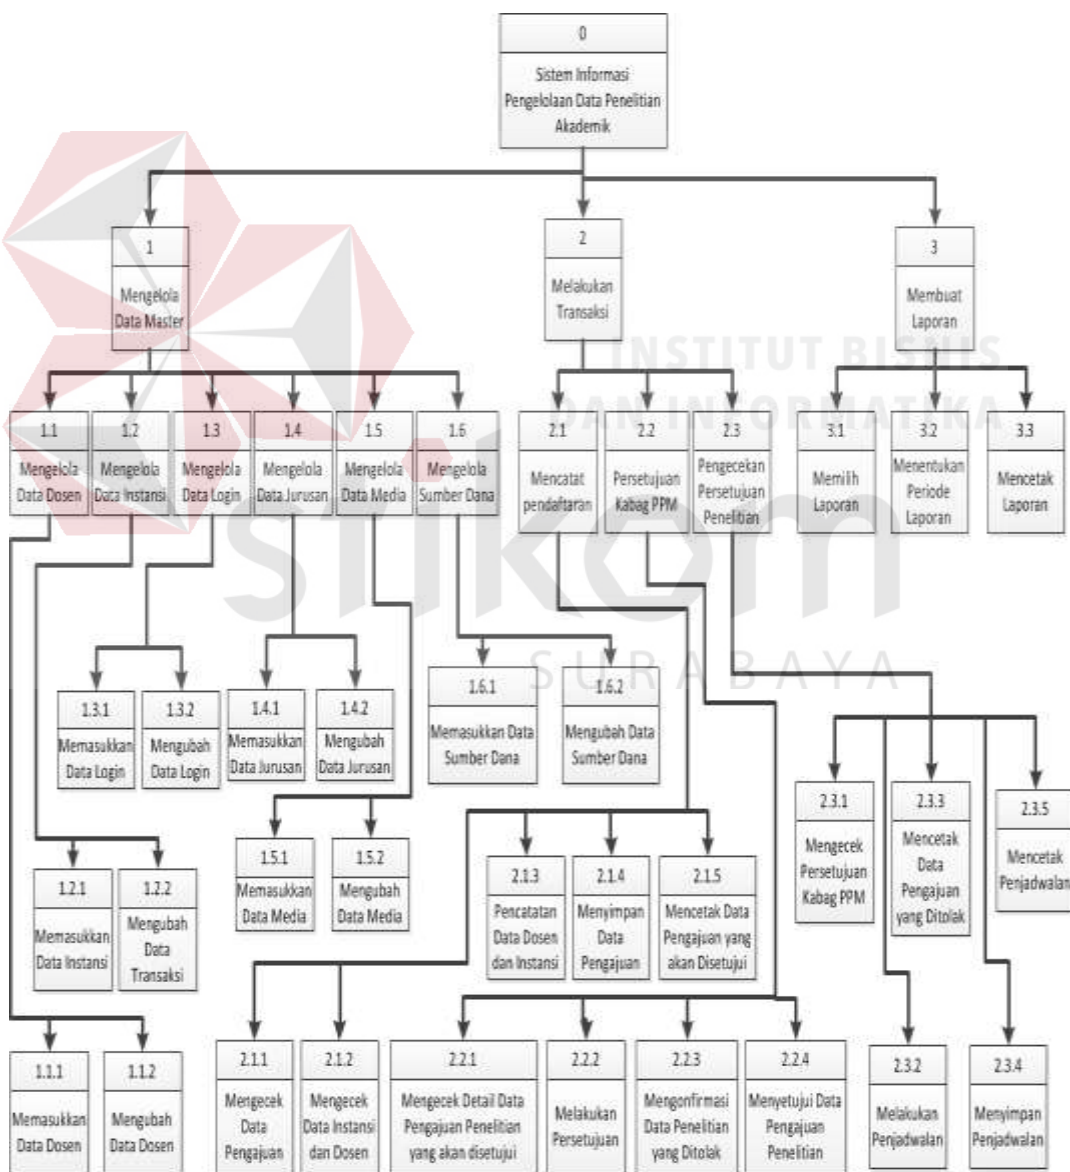 0
Sistem Informasi
Pengelolaan Data Penelitian
Akademik
1
Mengelola
Data Master
2
Melakukan
Transaksi
3
Membuat
Laporan
INSTITUT BISNIS
DAN INFORMATIKA
stikom
SURABAYA
1.1
Mengelola
Data Dosen
1.2
Mengelola
Data Instansi
1.3
Mengelola
Data Login
1.4
Mengelola
Data Jurusan
1.5
Mengelola
Data Media
1.6
Mengelola
Sumber Dana
2.1
Mencatat
pendaftaran
2.2
Persetujuan
Kabag PPM
2.3
Pengecekan
Persetujuan
Penelitian
3.1
Memilih
Laporan
3.2
Menentukan
Periode
Laporan
3.3
Mencetak
Laporan
1.3.1
Memasukkan
Data Login
1.3.2
Mengubah
Data Login
1.4.1
Memasukkan
Data Jurusan
1.4.2
Mengubah
Data Jurusan
1.6.1
Memasukkan Data
Sumber Dana
1.6.2
Mengubah Data
Sumber Dana
2.3.1
Mengecek
Persetujuan
Kabag PPM
2.3.3
Mencetak
Data
Pengajuan
yang Ditolak
2.3.5
Mencetak
Penjadwalan
1.5.1
Memasukkan
Data Media
1.5.2
Mengubah
Data Media
1.2.1
Memasukkan
Data Instansi
1.2.2
Mengubah
Data
Transaksi
2.1.3
Pencatatan
Data Dosen
dan Instansi
2.1.4
Menyimpan
Data
Pengajuan
2.1.5
Mencetak Data
Pengajuan yang
akan Disetujui
1.1.1
Memasukkan
Data Dosen
1.1.2
Mengubah
Data Dosen
2.1.1
Mengecek
Data
Pengajuan
2.1.2
Mengecek
Data Instansi
dan Dosen
2.2.1
Mengecek Detail Data
Pengajuan Penelitian
yang akan disetujui
2.2.2
Melakukan
Persetujuan
2.2.3
Mengonfirmasi
Data Penelitian
yang Ditolak
2.2.4
Menyetujui Data
Pengajuan
Penelitian
2.3.2
Melakukan
Penjadwalan
2.3.4
Menyimpan
Penjadwalan